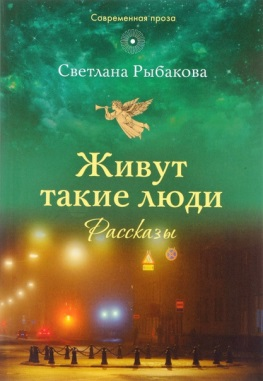 Современная проза
Светлана Рыбакова
Живут
такие люди
Рассказы